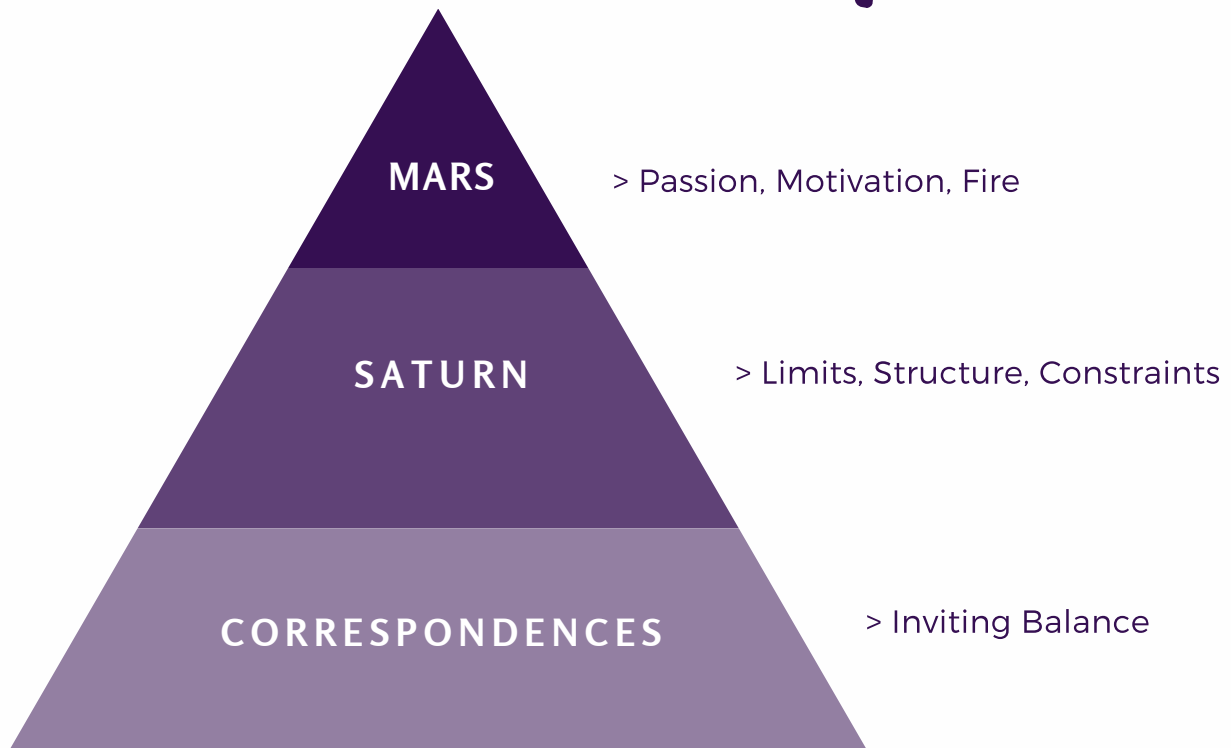 MARS
> Passion, Motivation, Fire
SATURN
> Limits, Structure, Constraints
CORRESPONDENCES
> Inviting Balance